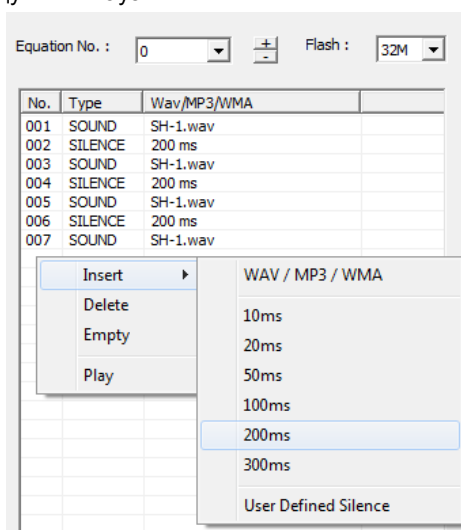 Equation No. : 0 + - Flash : 32M
No. Type Wav/MP3/WMA
001 SOUND SH-1.wav
002 SILENCE 200 ms
003 SOUND SH-1.wav
004 SILENCE 200 ms
005 SOUND SH-1.wav
006 SILENCE 200 ms
007 SOUND SH-1.wav
Insert
Delete
Empty
Play
WAV / MP3 / WMA
10ms
20ms
50ms
100ms
200ms
300ms
User Defined Silence